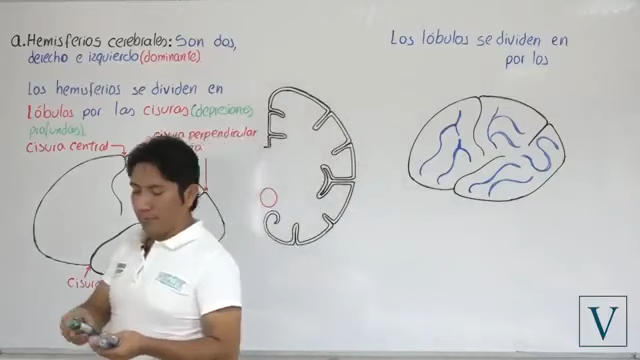 a. Hemisferios cerebrales: Son dos,
derecho e izquierdo (dominante)
Los hemisferios se dividen en
lóbulos por las cisuras (depresiones
profundas).
cisura perpendicular
cisura central
Cisura
Los lóbulos se dividen en
por los
V